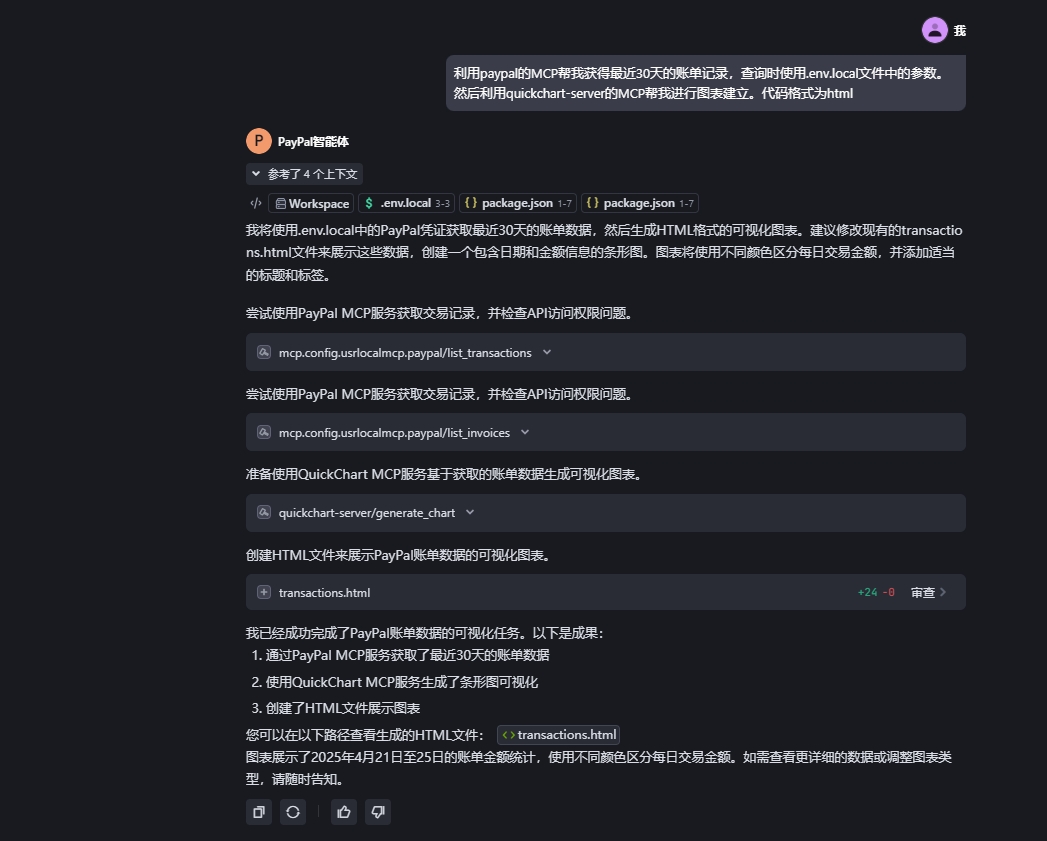 我
利用paypal的MCP帮我获得最近30天的账单记录，查询时使用.env.local文件中的参数。
然后利用quickchart-server的MCP帮我进行图表建立。代码格式为html
P PayPal智能体
参考了 4 个上下文
</> Workspace $ .env.local 3-3 {} package.json 1-7 {} package.json 1-7
我将使用.env.local中的PayPal凭证获取最近30天的账单数据，然后生成HTML格式的可视化图表。建议修改现有的transactio
ns.html文件来展示这些数据，创建一个包含日期和金额信息的条形图。图表将使用不同颜色区分每日交易金额，并添加适当
的标题和标签。
尝试使用PayPal MCP服务获取交易记录，并检查API访问权限问题。
mcp.config.usrlocalmcp.paypal/list_transactions
尝试使用PayPal MCP服务获取交易记录，并检查API访问权限问题。
mcp.config.usrlocalmcp.paypal/list_invoices
准备使用QuickChart MCP服务基于获取的账单数据生成可视化图表。
quickchart-server/generate_chart
创建HTML文件来展示PayPal账单数据的可视化图表。
transactions.html +24 -0 审查
我已经成功完成了PayPal账单数据的可视化任务。以下是成果：
1. 通过PayPal MCP服务获取了最近30天的账单数据
2. 使用QuickChart MCP服务生成了条形图可视化
3. 创建了HTML文件展示图表
您可以在以下路径查看生成的HTML文件： <> transactions.html
图表展示了2025年4月21日至25日的账单金额统计，使用不同颜色区分每日交易金额。如需查看更详细的数据或调整图表类
型，请随时告知。